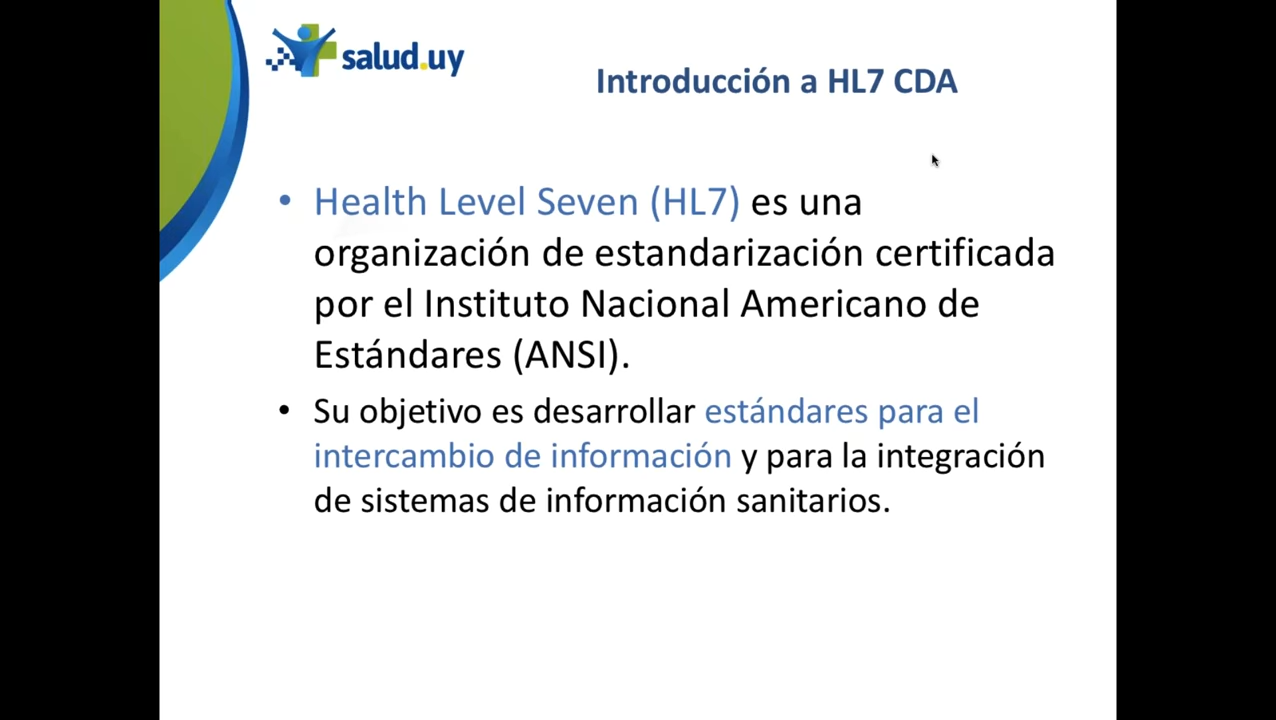 salud.uy
Introducción a HL7 CDA
• Health Level Seven (HL7) es una
organización de estandarización certificada
por el Instituto Nacional Americano de
Estándares (ANSI).
• Su objetivo es desarrollar estándares para el
intercambio de información y para la integración
de sistemas de información sanitarios.